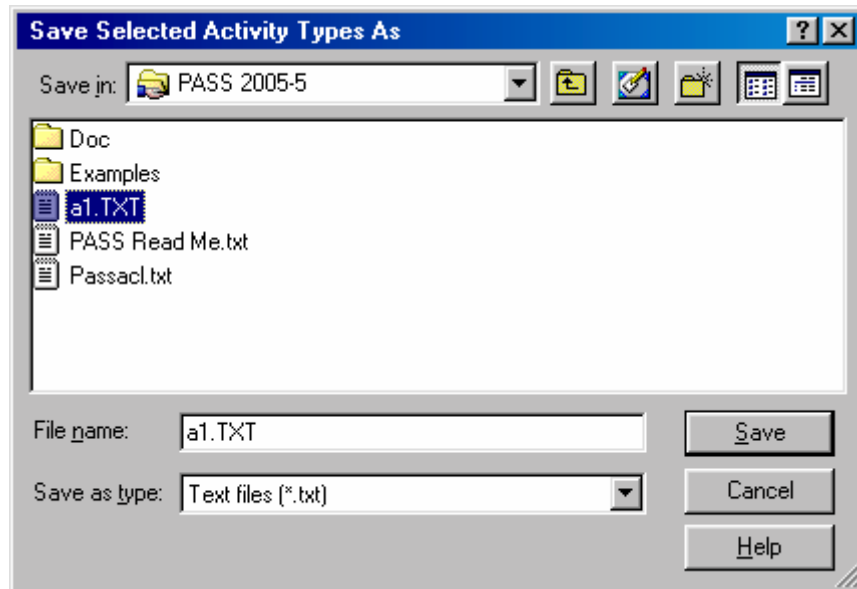 Save Selected Activity Types As
Save in: PASS 2005-5
Doc
Examples
a1.TXT
PASS Read Me.txt
Passacl.txt
File name: a1.TXT Save
Save as type: Text files (*.txt) Cancel
Help